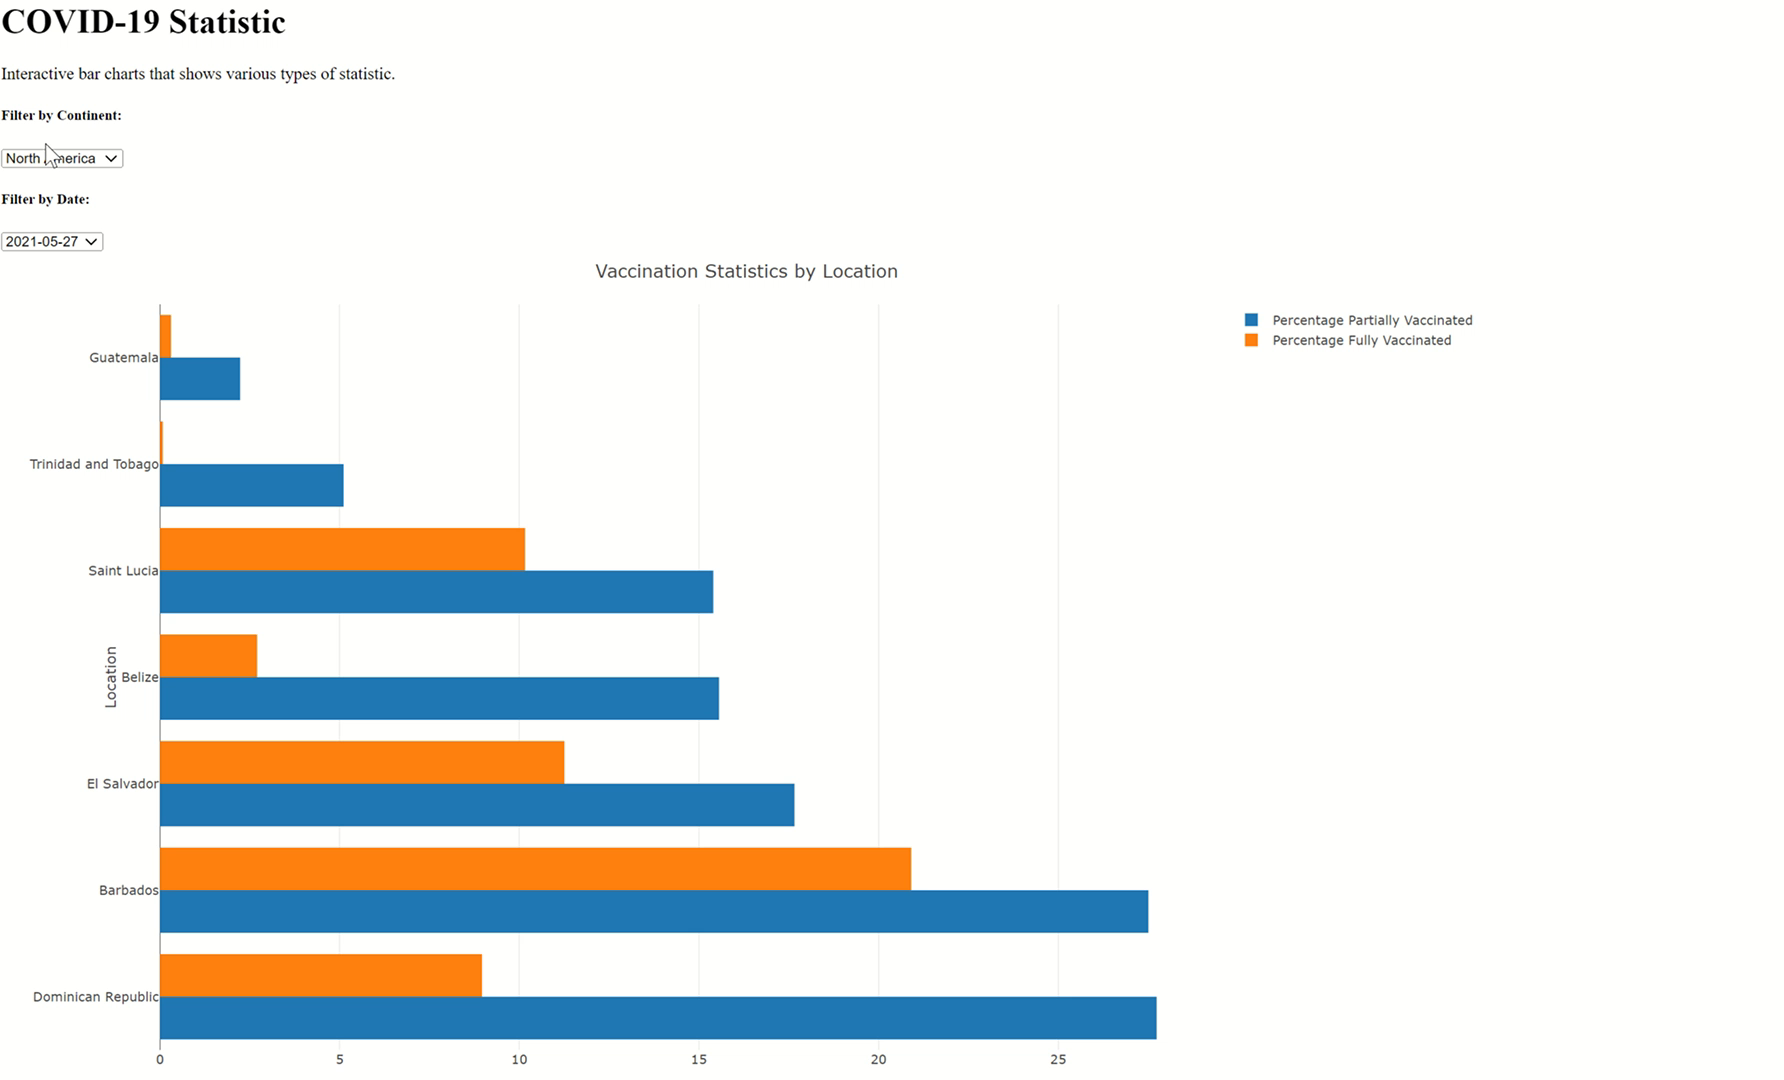 COVID-19 Statistic
Interactive bar charts that shows various types of statistic.
Filter by Continent:
North America
Filter by Date:
2021-05-27
Vaccination Statistics by Location
Percentage Partially Vaccinated
Percentage Fully Vaccinated
Guatemala
Trinidad and Tobago
Saint Lucia
Location
Belize
El Salvador
Barbados
Dominican Republic
0 5 10 15 20 25